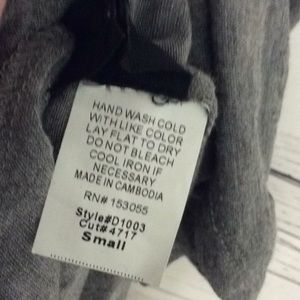 HAND WASH COLD
WITH LIKE COLOR
LAY FLAT TO DRY
DO NOT BLEACH
COOL IRON IF
NECESSARY
MADE IN CAMBODIA
RN# 153055
Style#D1003
Cut#4717
Small